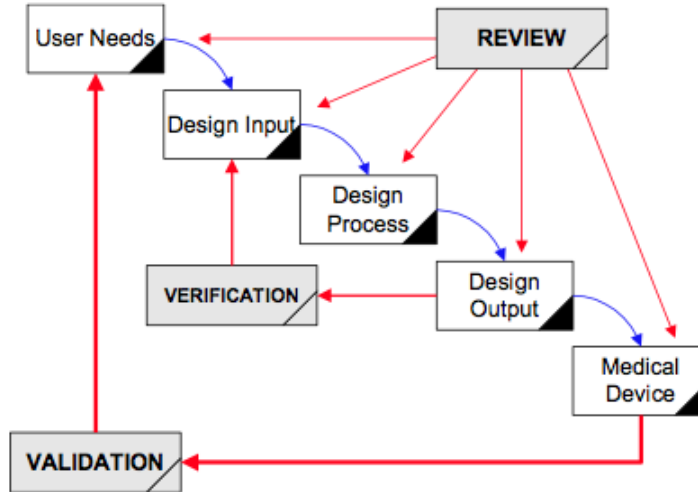 User Needs
REVIEW
Design Input
Design
Process
VERIFICATION
Design
Output
Medical
Device
VALIDATION